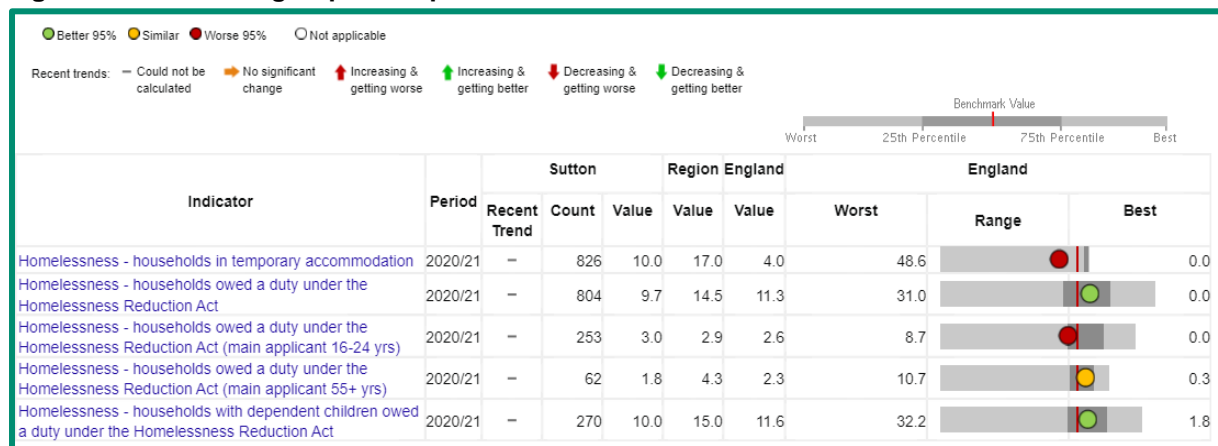 Better 95% Similar Worse 95% Not applicable
Recent trends: – Could not be calculated No significant change Increasing & getting worse Increasing & getting better Decreasing & getting worse Decreasing & getting better
Benchmark Value
Worst 25th Percentile 75th Percentile Best
Indicator Period Sutton Region England England
Recent Trend Count Value Value Value Worst Range Best
Homelessness - households in temporary accommodation 2020/21 – 826 10.0 17.0 4.0 48.6 0.0
Homelessness - households owed a duty under the
Homelessness Reduction Act 2020/21 – 804 9.7 14.5 11.3 31.0 0.0
Homelessness - households owed a duty under the
Homelessness Reduction Act (main applicant 16-24 yrs) 2020/21 – 253 3.0 2.9 2.6 8.7 0.0
Homelessness - households owed a duty under the
Homelessness Reduction Act (main applicant 55+ yrs) 2020/21 – 62 1.8 4.3 2.3 10.7 0.3
Homelessness - households with dependent children owed
a duty under the Homelessness Reduction Act 2020/21 – 270 10.0 15.0 11.6 32.2 1.8